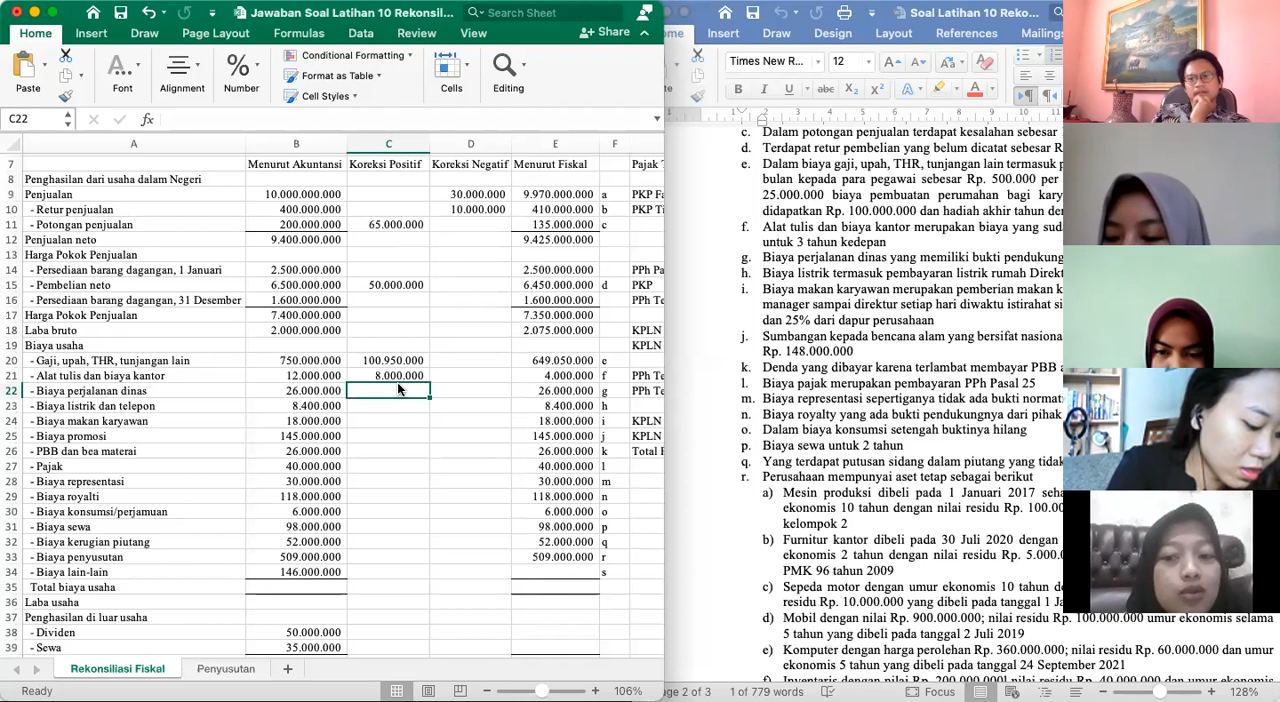 Jawaban Soal Latihan 10 Rekonsil...
Search Sheet
Home Insert Draw Page Layout Formulas Data Review View Share
Paste Font Alignment Number Conditional Formatting Format as Table Cell Styles Cells Editing
C22 fx
A B C D E F
7 Menurut Akuntansi Koreksi Positif Koreksi Negatif Menurut Fiskal Pajak T
8 Penghasilan dari usaha dalam Negeri
9 Penjualan 10.000.000.000 30.000.000 9.970.000.000 a PKP Fa
10 - Retur penjualan 400.000.000 10.000.000 410.000.000 b PKP Ti
11 - Potongan penjualan 200.000.000 65.000.000 135.000.000 c
12 Penjualan neto 9.400.000.000 9.425.000.000
13 Harga Pokok Penjualan
14 - Persediaan barang dagangan, 1 Januari 2.500.000.000 2.500.000.000 PPh Pa
15 - Pembelian neto 6.500.000.000 50.000.000 6.450.000.000 d PKP
16 - Persediaan barang dagangan, 31 Desember 1.600.000.000 1.600.000.000 PPh Te
17 Harga Pokok Penjualan 7.400.000.000 7.350.000.000
18 Laba bruto 2.000.000.000 2.075.000.000 KPLN
19 Biaya usaha KPLN
20 - Gaji, upah, THR, tunjangan lain 750.000.000 100.950.000 649.050.000 e
21 - Alat tulis dan biaya kantor 12.000.000 8.000.000 4.000.000 f PPh Te
22 - Biaya perjalanan dinas 26.000.000 26.000.000 g PPh Te
23 - Biaya listrik dan telepon 8.400.000 8.400.000 h
24 - Biaya makan karyawan 18.000.000 18.000.000 i KPLN
25 - Biaya promosi 145.000.000 145.000.000 j KPLN
26 - PBB dan bea materai 26.000.000 26.000.000 k Total P
27 - Pajak 40.000.000 40.000.000 l
28 - Biaya representasi 30.000.000 30.000.000 m
29 - Biaya royalti 118.000.000 118.000.000 n
30 - Biaya konsumsi/perjamuan 6.000.000 6.000.000 o
31 - Biaya sewa 98.000.000 98.000.000 p
32 - Biaya kerugian piutang 52.000.000 52.000.000 q
33 - Biaya penyusutan 509.000.000 509.000.000 r
34 - Biaya lain-lain 146.000.000 s
35 Total biaya usaha
36 Laba usaha
37 Penghasilan di luar usaha
38 - Dividen 50.000.000
39 - Sewa 35.000.000
Rekonsiliasi Fiskal Penyusutan +
Ready 106%
Soal Latihan 10 Reko...
ome Insert Draw Design Layout References
Times New R... 12
B I U abc X2 X2 A A
c. Dalam potongan penjualan terdapat kesalahan sebesar
d. Terdapat retur pembelian yang belum dicatat sebesar R
e. Dalam biaya gaji, upah, THR, tunjangan lain termasuk p
bulan kepada para pegawai sebesar Rp. 500.000 per
25.000.000 biaya pembuatan perumahan bagi kary
didapatkan Rp. 100.000.000 dan hadiah akhir tahun de
f. Alat tulis dan biaya kantor merupakan biaya yang sud
untuk 3 tahun kedepan
g. Biaya perjalanan dinas yang memiliki bukti pendukung
h. Biaya listrik termasuk pembayaran listrik rumah Direkt
i. Biaya makan karyawan merupakan pemberian makan k
manager sampai direktur setiap hari diwaktu istirahat si
dan 25% dari dapur perusahaan
j. Sumbangan kepada bencana alam yang bersifat nasiona
Rp. 148.000.000
k. Denda yang dibayar karena terlambat membayar PBB a
l. Biaya pajak merupakan pembayaran PPh Pasal 25
m. Biaya representasi sepertiganya tidak ada bukti normat
n. Biaya royalty yang ada bukti pendukungnya dari pihak
o. Dalam biaya konsumsi setengah buktinya hilang
p. Biaya sewa untuk 2 tahun
q. Yang terdapat putusan sidang dalam piutang yang tidak
r. Perusahaan mempunyai aset tetap sebagai berikut
a) Mesin produksi dibeli pada 1 Januari 2017 seha
ekonomis 10 tahun dengan nilai residu Rp. 100.00
kelompok 2
b) Furnitur kantor dibeli pada 30 Juli 2020 dengan
ekonomis 2 tahun dengan nilai residu Rp. 5.000.0
PMK 96 tahun 2009
c) Sepeda motor dengan umur ekonomis 10 tahun de
residu Rp. 10.000.000 yang dibeli pada tanggal 1 Ja
d) Mobil dengan nilai Rp. 900.000.000; nilai residu Rp. 100.000.000 umur ekonomis selama
5 tahun yang dibeli pada tanggal 2 Juli 2019
e) Komputer dengan harga perolehan Rp. 360.000.000; nilai residu Rp. 60.000.000 dan umur
ekonomis 5 tahun yang dibeli pada tanggal 24 September 2021
f) Inventaris dengan nilai Rp. 200.000.000| nilai residu Rp. 40.000.000 dan umur ekonomis
age 2 of 3 1 of 779 words Focus 128%